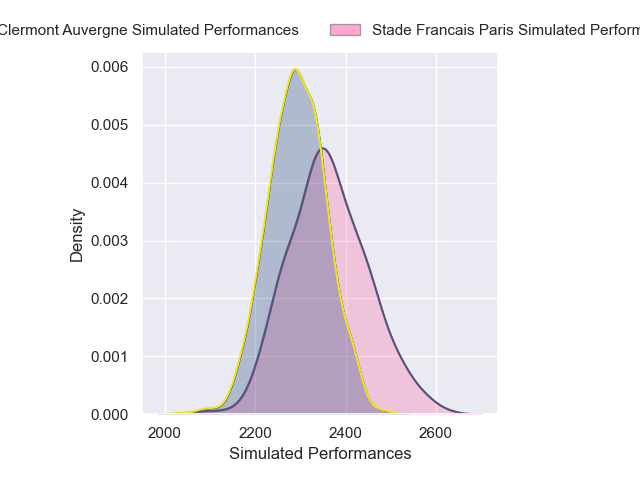 Clermont Auvergne Simulated Performances
Stade Francais Paris Simulated Perform
0.006
0.005
0.004
0.003
0.002
0.001
0.000
Density
2000 2200 2400 2600
Simulated Performances